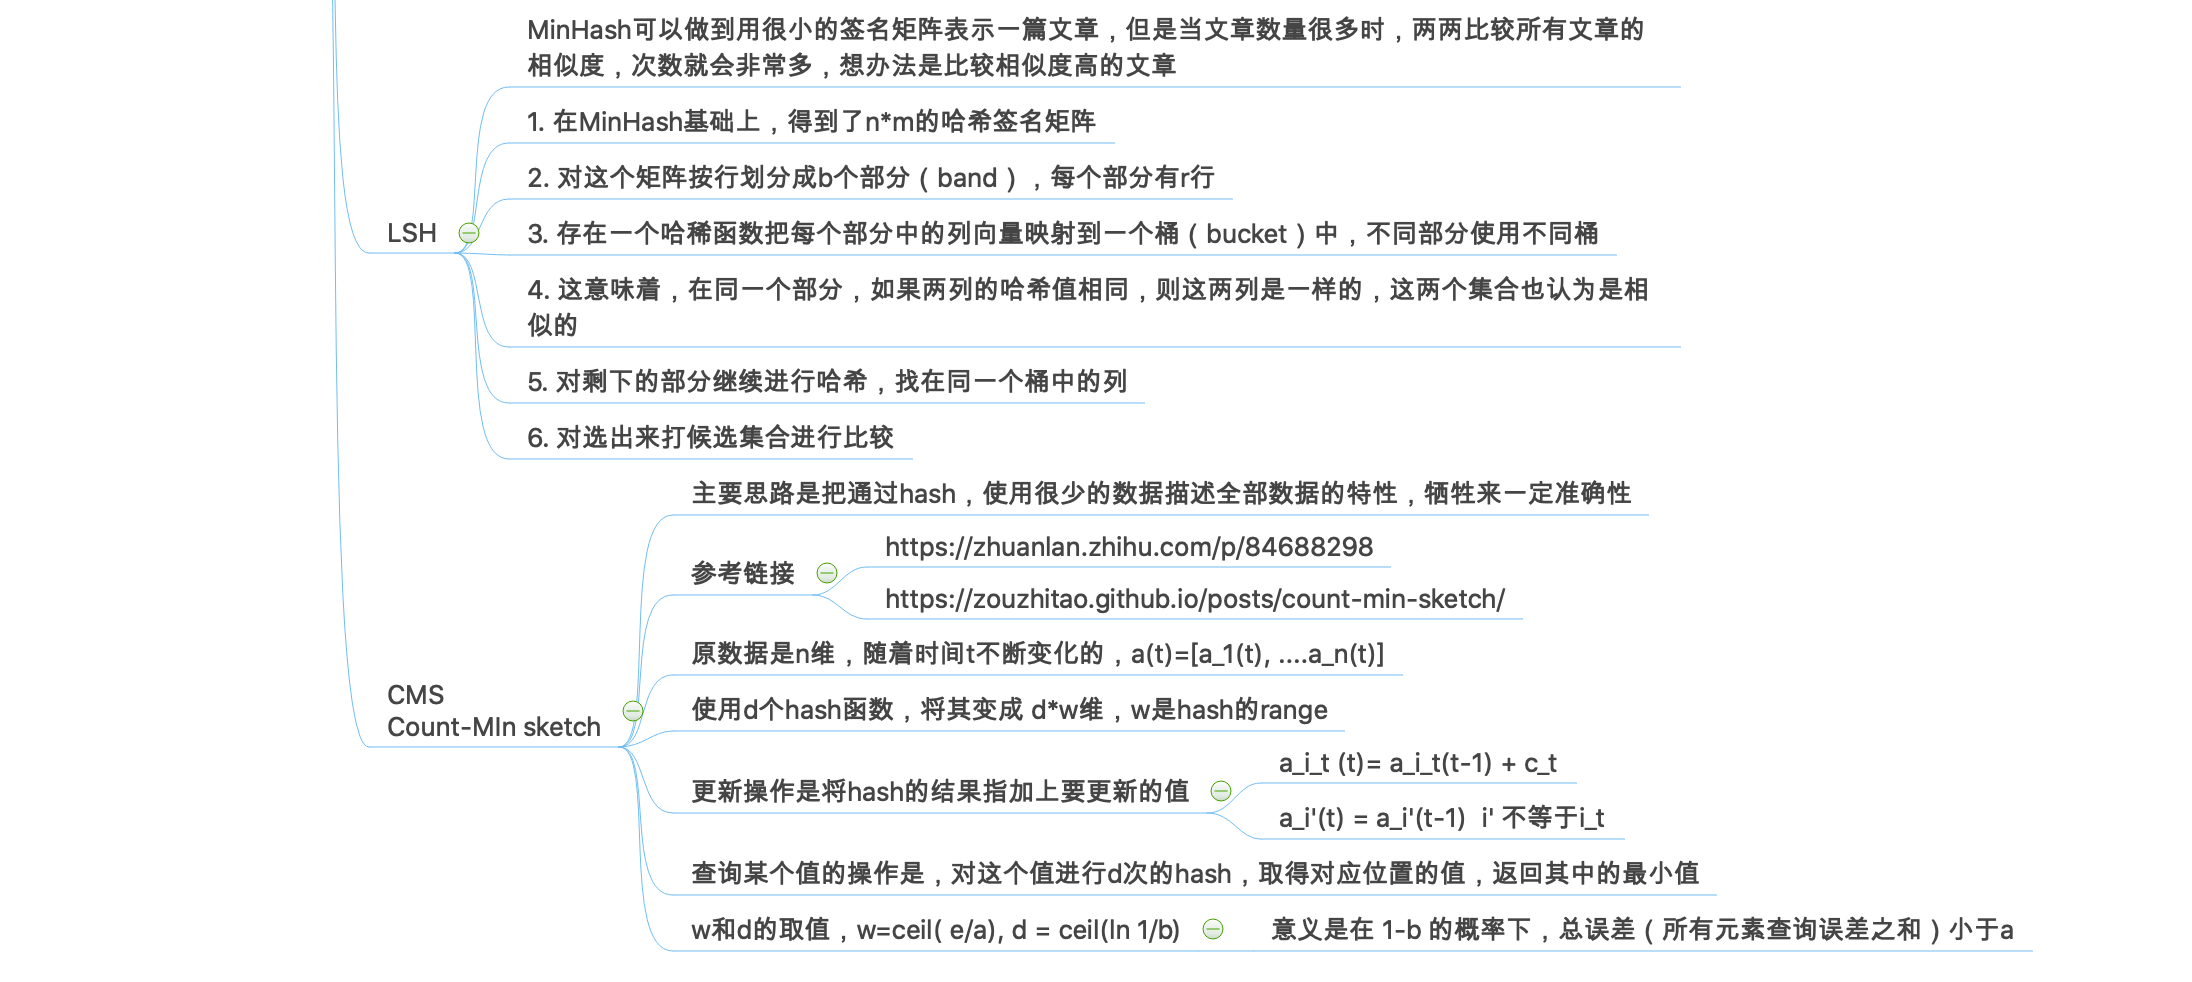 MinHash可以做到用很小的签名矩阵表示一篇文章，但是当文章数量很多时，两两比较所有文章的
相似度，次数就会非常多，想办法是比较相似度高的文章
1. 在MinHash基础上，得到了n*m的哈希签名矩阵
2. 对这个矩阵按行划分成b个部分（band），每个部分有r行
LSH
3. 存在一个哈稀函数把每个部分中的列向量映射到一个桶（bucket）中，不同部分使用不同桶
4. 这意味着，在同一个部分，如果两列的哈希值相同，则这两列是一样的，这两个集合也认为是相
似的
5. 对剩下的部分继续进行哈希，找在同一个桶中的列
6. 对选出来打候选集合进行比较
主要思路是把通过hash，使用很少的数据描述全部数据的特性，牺牲来一定准确性
参考链接
https://zhuanlan.zhihu.com/p/84688298
https://zouzhitao.github.io/posts/count-min-sketch/
原数据是n维，随着时间t不断变化的，a(t)=[a_1(t), ....a_n(t)]
CMS
Count-MIn sketch
使用d个hash函数，将其变成 d*w维，w是hash的range
更新操作是将hash的结果指加上要更新的值
a_i_t (t)= a_i_t(t-1) + c_t
a_i'(t) = a_i'(t-1)  i' 不等于i_t
查询某个值的操作是，对这个值进行d次的hash，取得对应位置的值，返回其中的最小值
w和d的取值，w=ceil( e/a), d = ceil(ln 1/b)
意义是在 1-b 的概率下，总误差（所有元素查询误差之和）小于a